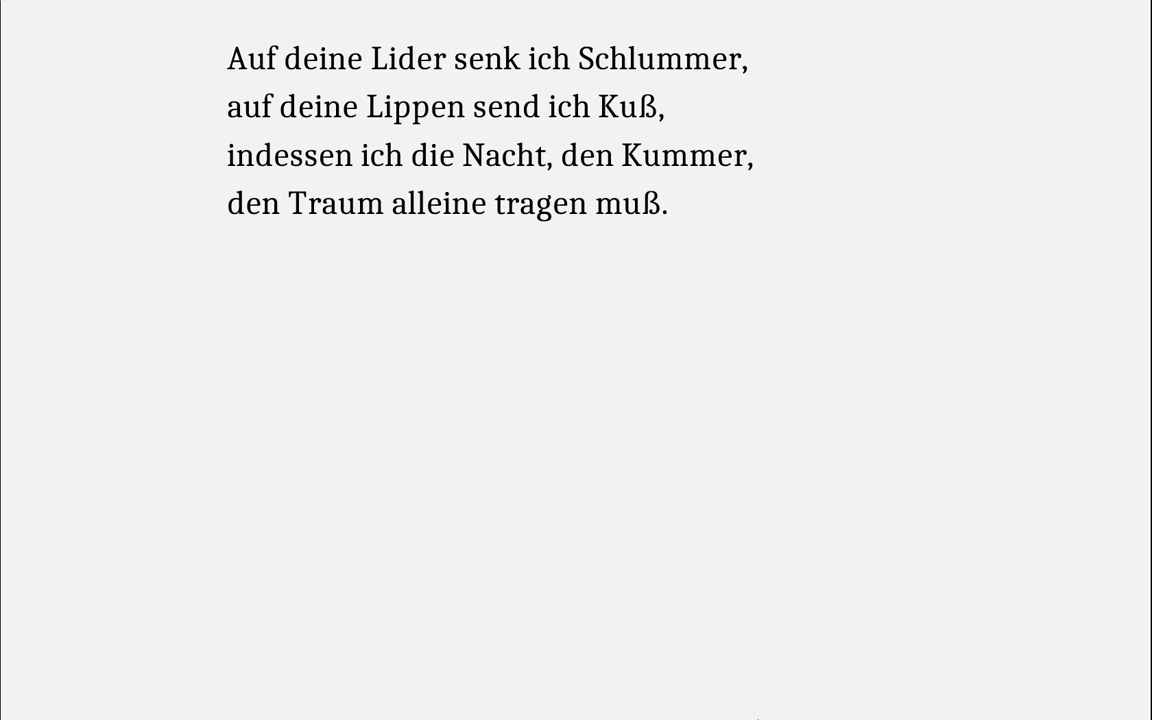 Auf deine Lider senk ich Schlummer,
auf deine Lippen send ich Kuß,
indessen ich die Nacht, den Kummer,
den Traum alleine tragen muß.